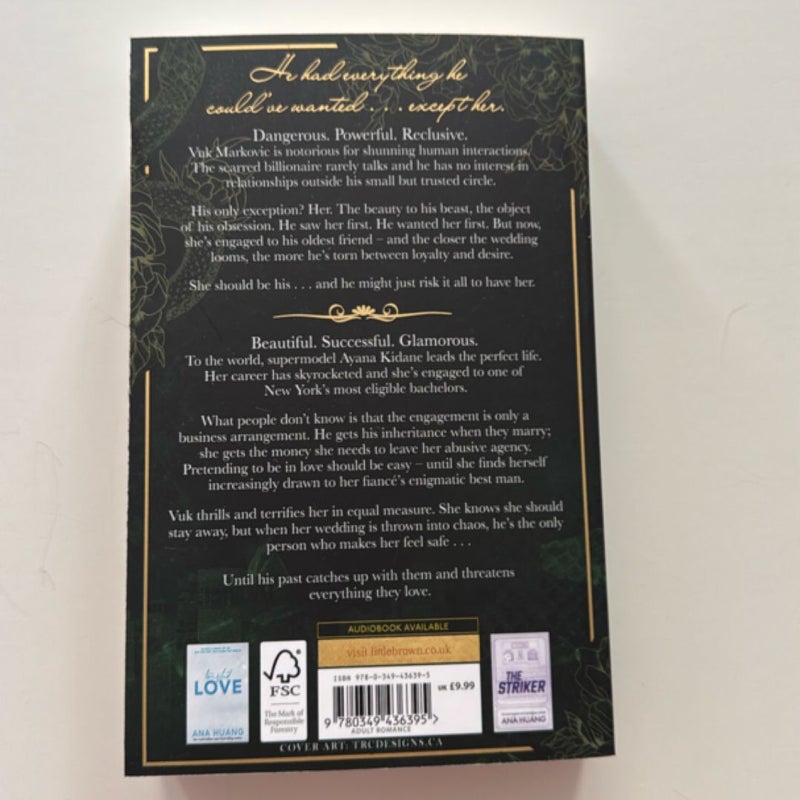 He had everything he
could've wanted . . . except her.
Dangerous. Powerful. Reclusive.
Vuk Markovic is notorious for shunning human interactions.
The scarred billionaire rarely talks and he has no interest in
relationships outside his small but trusted circle.
His only exception? Her. The beauty to his beast, the object
of his obsession. He saw her first. He wanted her first. But now,
she's engaged to his oldest friend – and the closer the wedding
looms, the more he's torn between loyalty and desire.
She should be his . . . and he might just risk it all to have her.
Beautiful. Successful. Glamorous.
To the world, supermodel Ayana Kidane leads the perfect life.
Her career has skyrocketed and she's engaged to one of
New York's most eligible bachelors.
What people don't know is that the engagement is only a
business arrangement. He gets his inheritance when they marry;
she gets the money she needs to leave her abusive agency.
Pretending to be in love should be easy – until she finds herself
increasingly drawn to her fiancé's enigmatic best man.
Vuk thrills and terrifies her in equal measure. She knows she should
stay away, but when her wedding is thrown into chaos, he's the only
person who makes her feel safe . . .
Until his past catches up with them and threatens
everything they love.
AUDIOBOOK AVAILABLE
visit littlebrown.co.uk
LOVE
ANA HUANG
FSC
The Mark of
Responsible
Forestry
ISBN 978-0-349-43639-5
UK £9.99
9 780349 436395>
ADULT ROMANCE
THE
STRIKER
ANA HUANG
COVER ART: TRCDESIGNS.CA